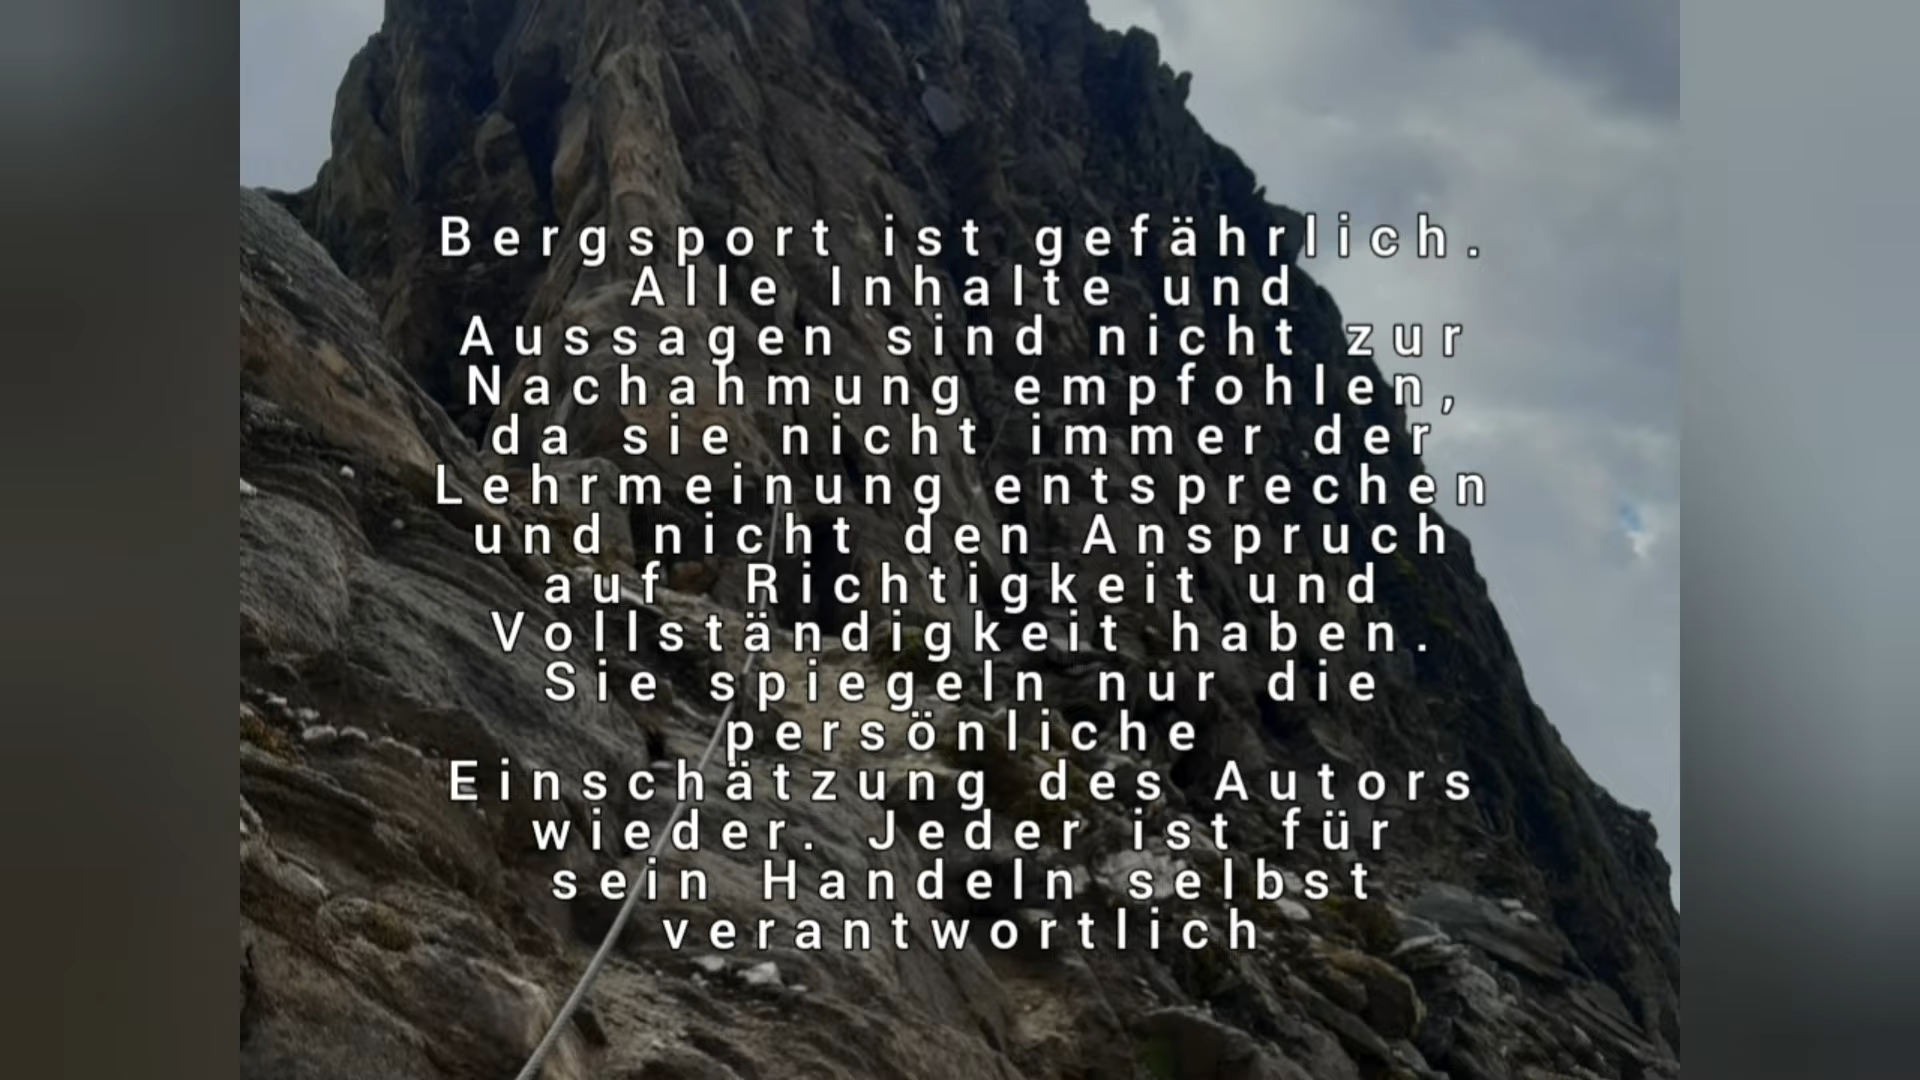 Bergsport ist gefährlich.
Alle Inhalte und
Aussagen sind nicht zur
Nachahmung empfohlen,
da sie nicht immer der
Lehrmeinung entsprechen
und nicht den Anspruch
auf Richtigkeit und
Vollständigkeit haben.
Sie spiegeln nur die
persönliche
Einschätzung des Autors
wieder. Jeder ist für
sein Handeln selbst
verantwortlich